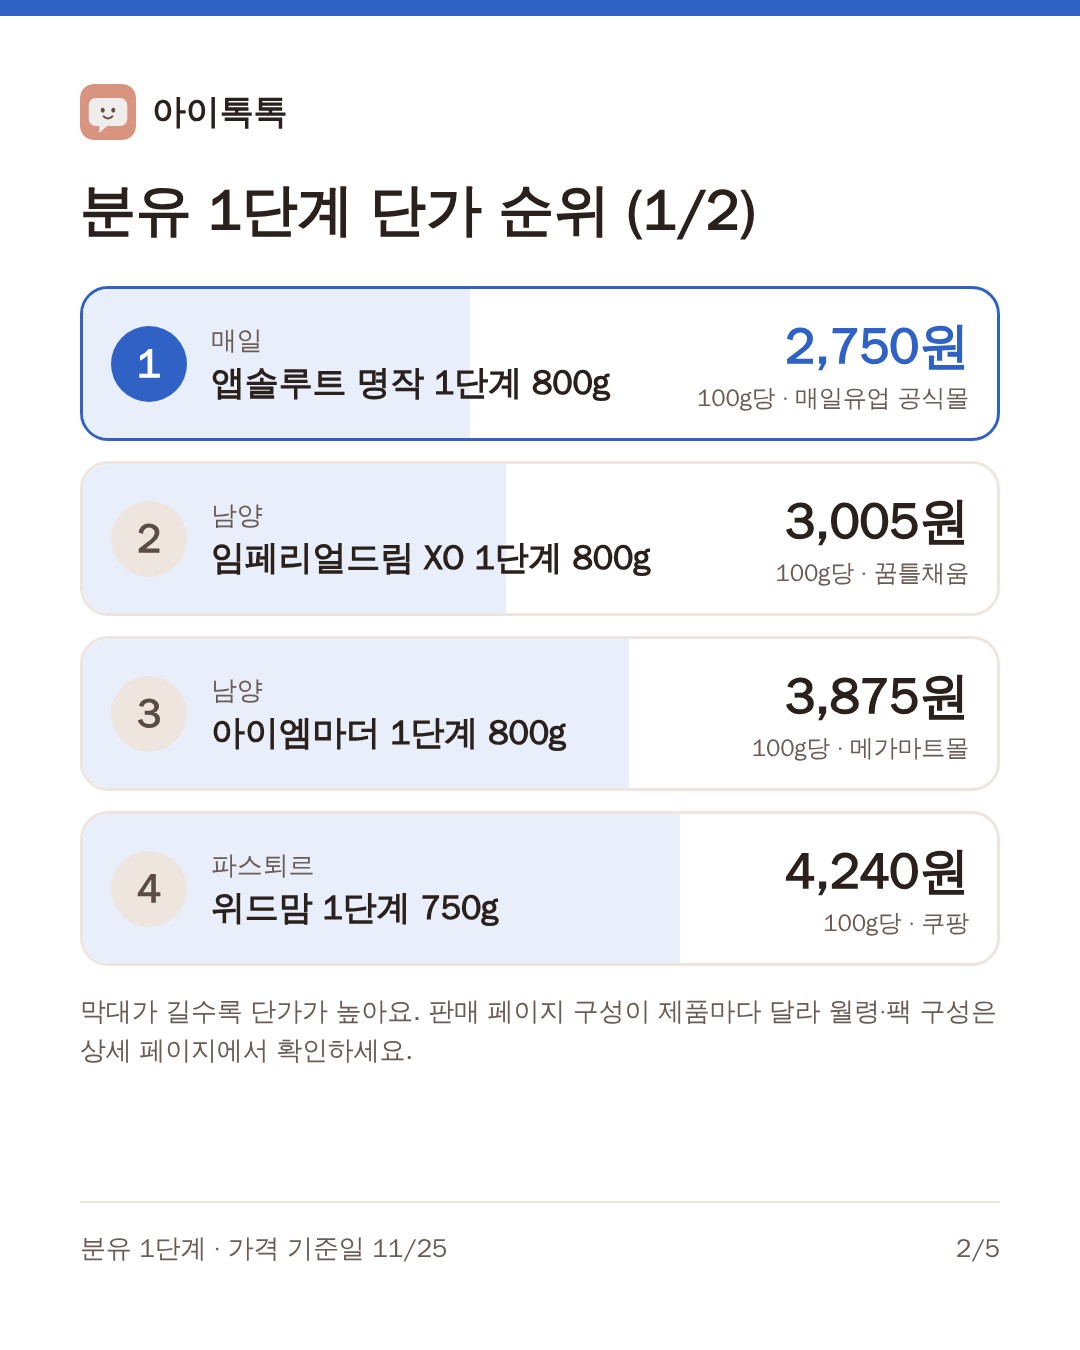 아이톡톡
분유 1단계 단가 순위 (1/2)
1
매일
앱솔루트 명작 1단계 800g
2,750원
100g당 · 매일유업 공식몰
2
남양
임페리얼드림 XO 1단계 800g
3,005원
100g당 · 꿈틀채움
3
남양
아이엠마더 1단계 800g
3,875원
100g당 · 메가마트몰
4
파스퇴르
위드맘 1단계 750g
4,240원
100g당 · 쿠팡
막대가 길수록 단가가 높아요. 판매 페이지 구성이 제품마다 달라 월령·팩 구성은
상세 페이지에서 확인하세요.
분유 1단계 · 가격 기준일 11/25
2/5